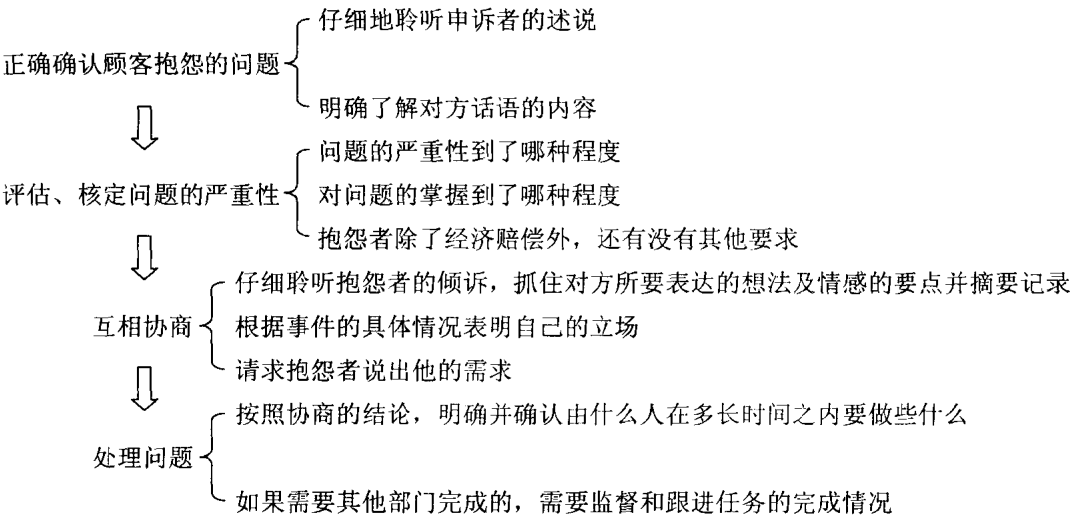 仔细地聆听申诉者的述说
正确确认顾客抱怨的问题
明确了解对方话语的内容
问题的严重性到了哪种程度
评估、核定问题的严重性
对问题的掌握到了哪种程度
抱怨者除了经济赔偿外，还有没有其他要求
仔细聆听抱怨者的倾诉，抓住对方所要表达的想法及情感的要点并摘要记录
互相协商
根据事件的具体情况表明自己的立场
请求抱怨者说出他的需求
按照协商的结论，明确并确认由什么人在多长时间之内要做些什么
处理问题
如果需要其他部门完成的，需要监督和跟进任务的完成情况